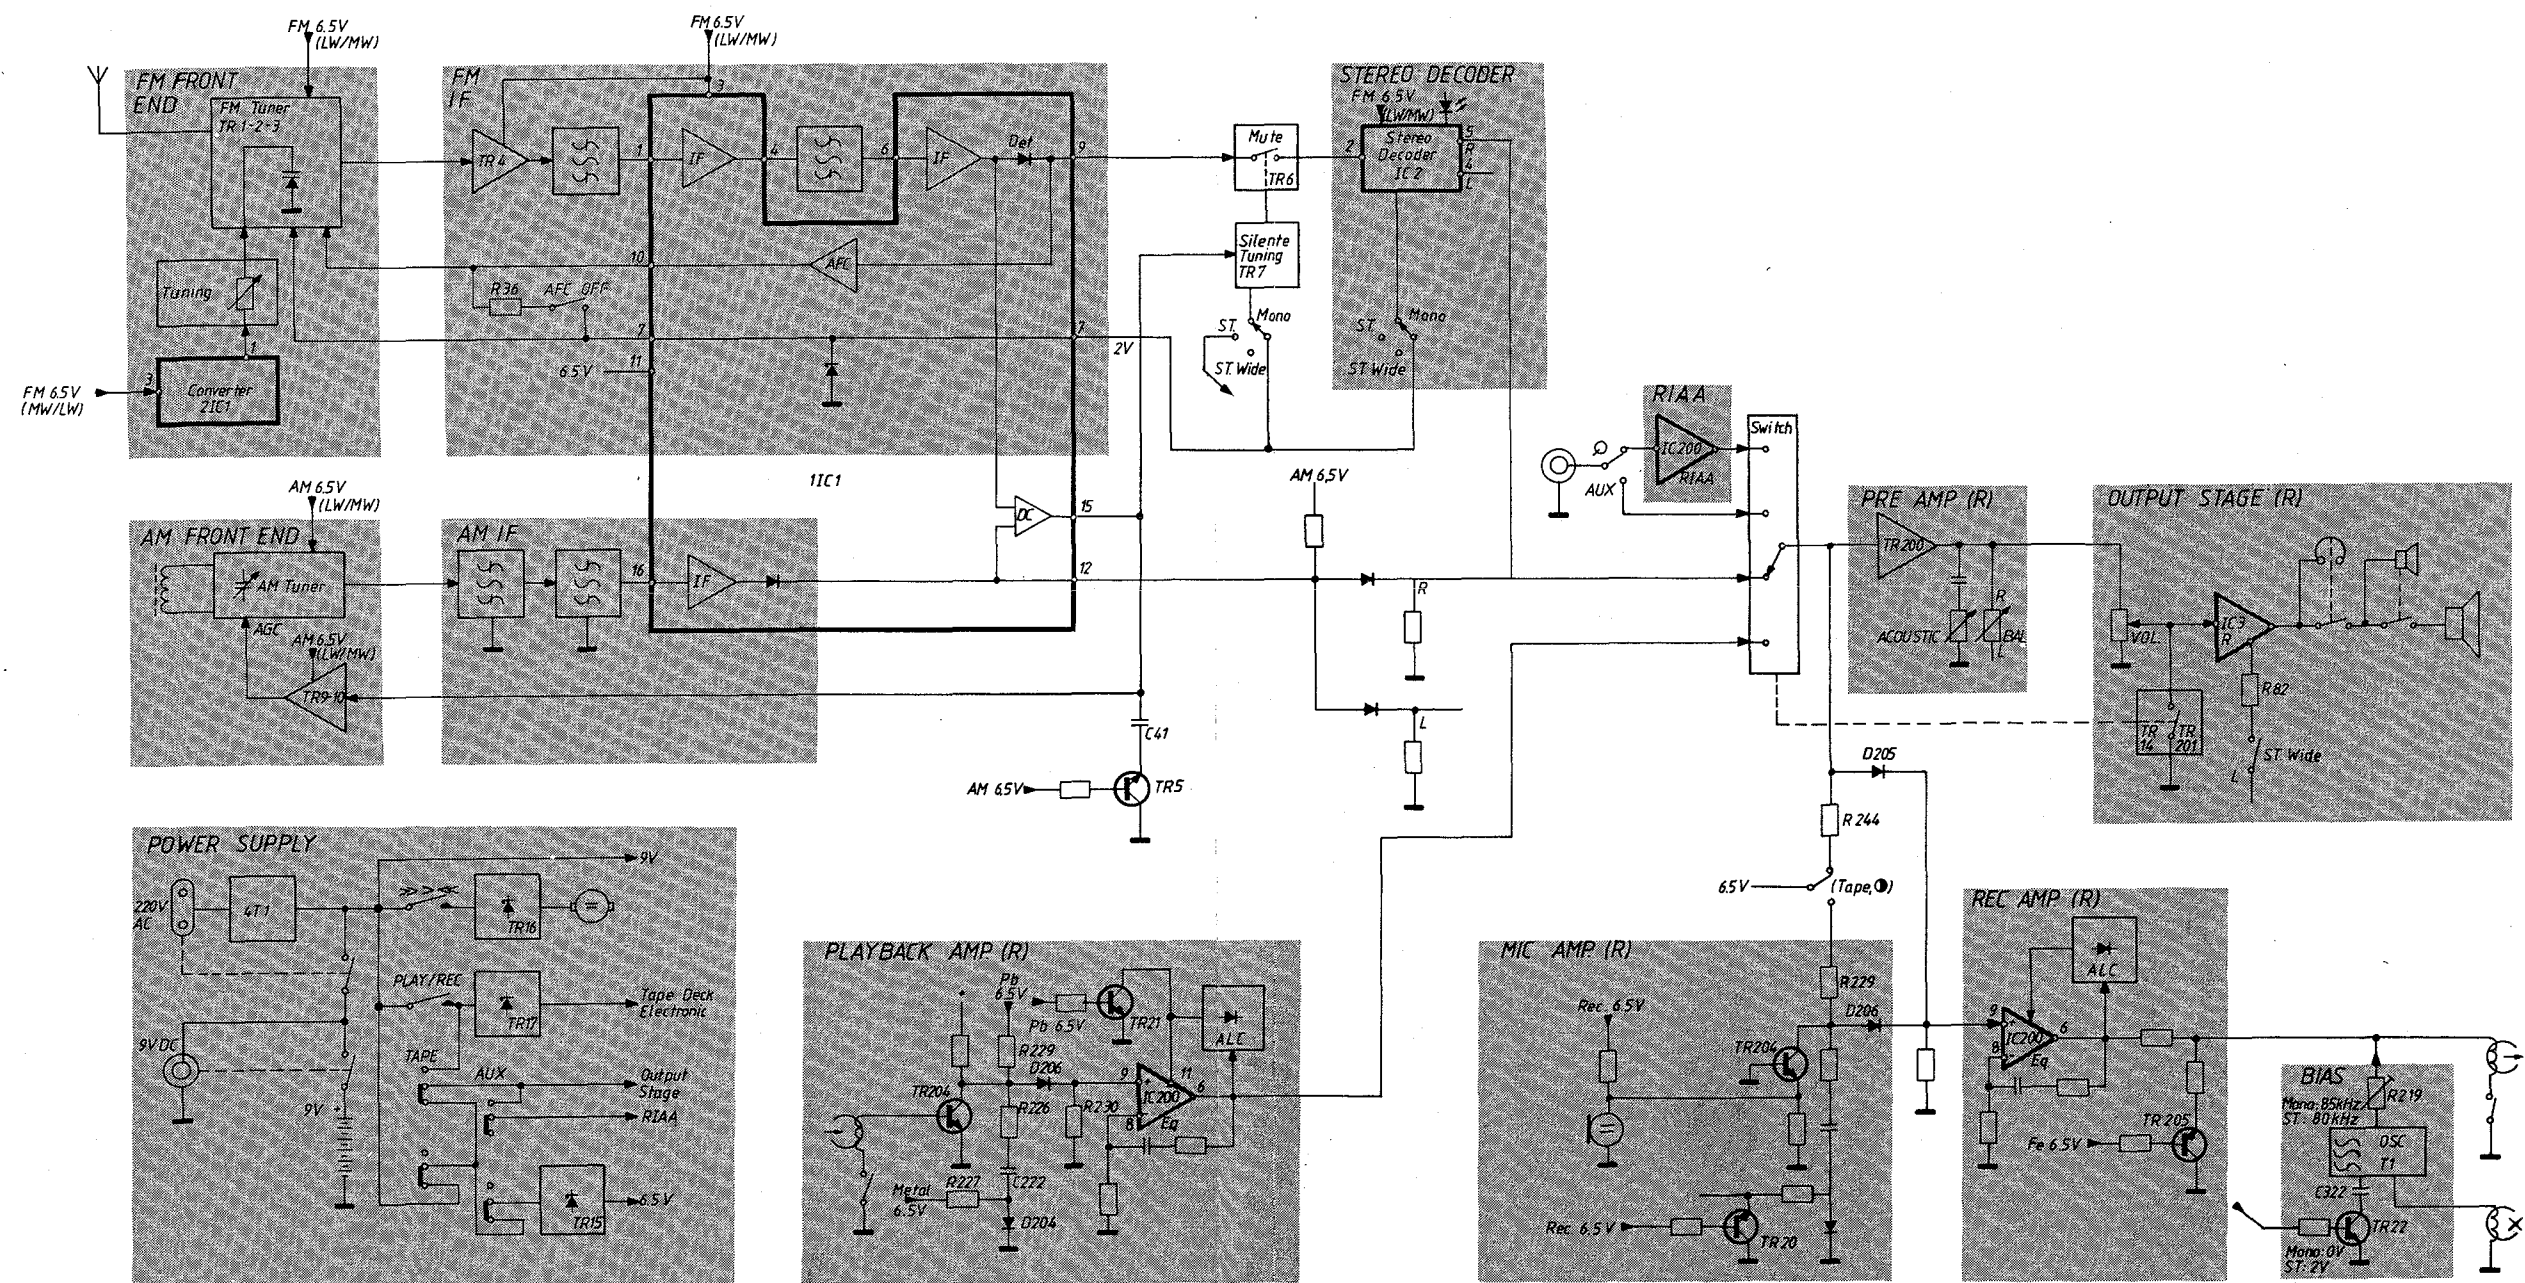 FM 6.5V
(LW/MW)
FM FRONT
END
FM Tuner
TR 1-2-3
Tuning
1
3
Converter
2IC1
FM 6.5V
(MW/LW)
FM 6.5V
(LW/MW)
FM
IF
3
TR4
1
IF
4
6
IF
Det
9
10
AFC
R36
AFC OFF
7
7
2V
11
6.5V
1IC1
DC
15
12
Mute
TR6
Silente
Tuning
TR7
Mono
ST.
ST. Wide
STEREO DECODER
FM 6.5V
(LW/MW)
Stereo
Decoder
IC2
2
5
R
4
L
Mono
ST.
ST Wide
AM 6.5V
(LW/MW)
AM FRONT END
AM Tuner
AGC
AM 6.5V
(LW/MW)
TR9-10
AM IF
16
IF
C41
AM 6.5V
TR5
AM 6,5V
R
L
RIAA
IC200
RIAA
AUX
Switch
PRE AMP (R)
TR200
ACOUSTIC
R
BAL
L
OUTPUT STAGE (R)
VOL.
IC3
R
R82
TR
14
TR
201
ST. Wide
L
D205
R244
6.5V
(Tape,◑)
POWER SUPPLY
9V
220V
AC
4T1
>>> <<
TR16
PLAY/REC
TR17
Tape Deck
Electronic
9V DC
TAPE
AUX
Output
Stage
RIAA
9V
+
TR15
6.5V
PLAYBACK AMP (R)
+
Pb
6.5V
Pb 6.5V
TR21
ALC
R229
D206
TR204
9
+
11
IC200
6
8
Eq
R226
R230
Metal
6.5V
R227
C222
D204
MIC AMP (R)
Rec 6.5V
R229
D206
TR204
Rec 6.5V
TR20
REC AMP (R)
ALC
9
+
IC200
6
8
Eq
TR205
Fe 6.5V
BIAS
Mono: 85kHz
ST: 80kHz
R219
OSC
T1
C322
TR22
Mono: 0V
ST: 2V